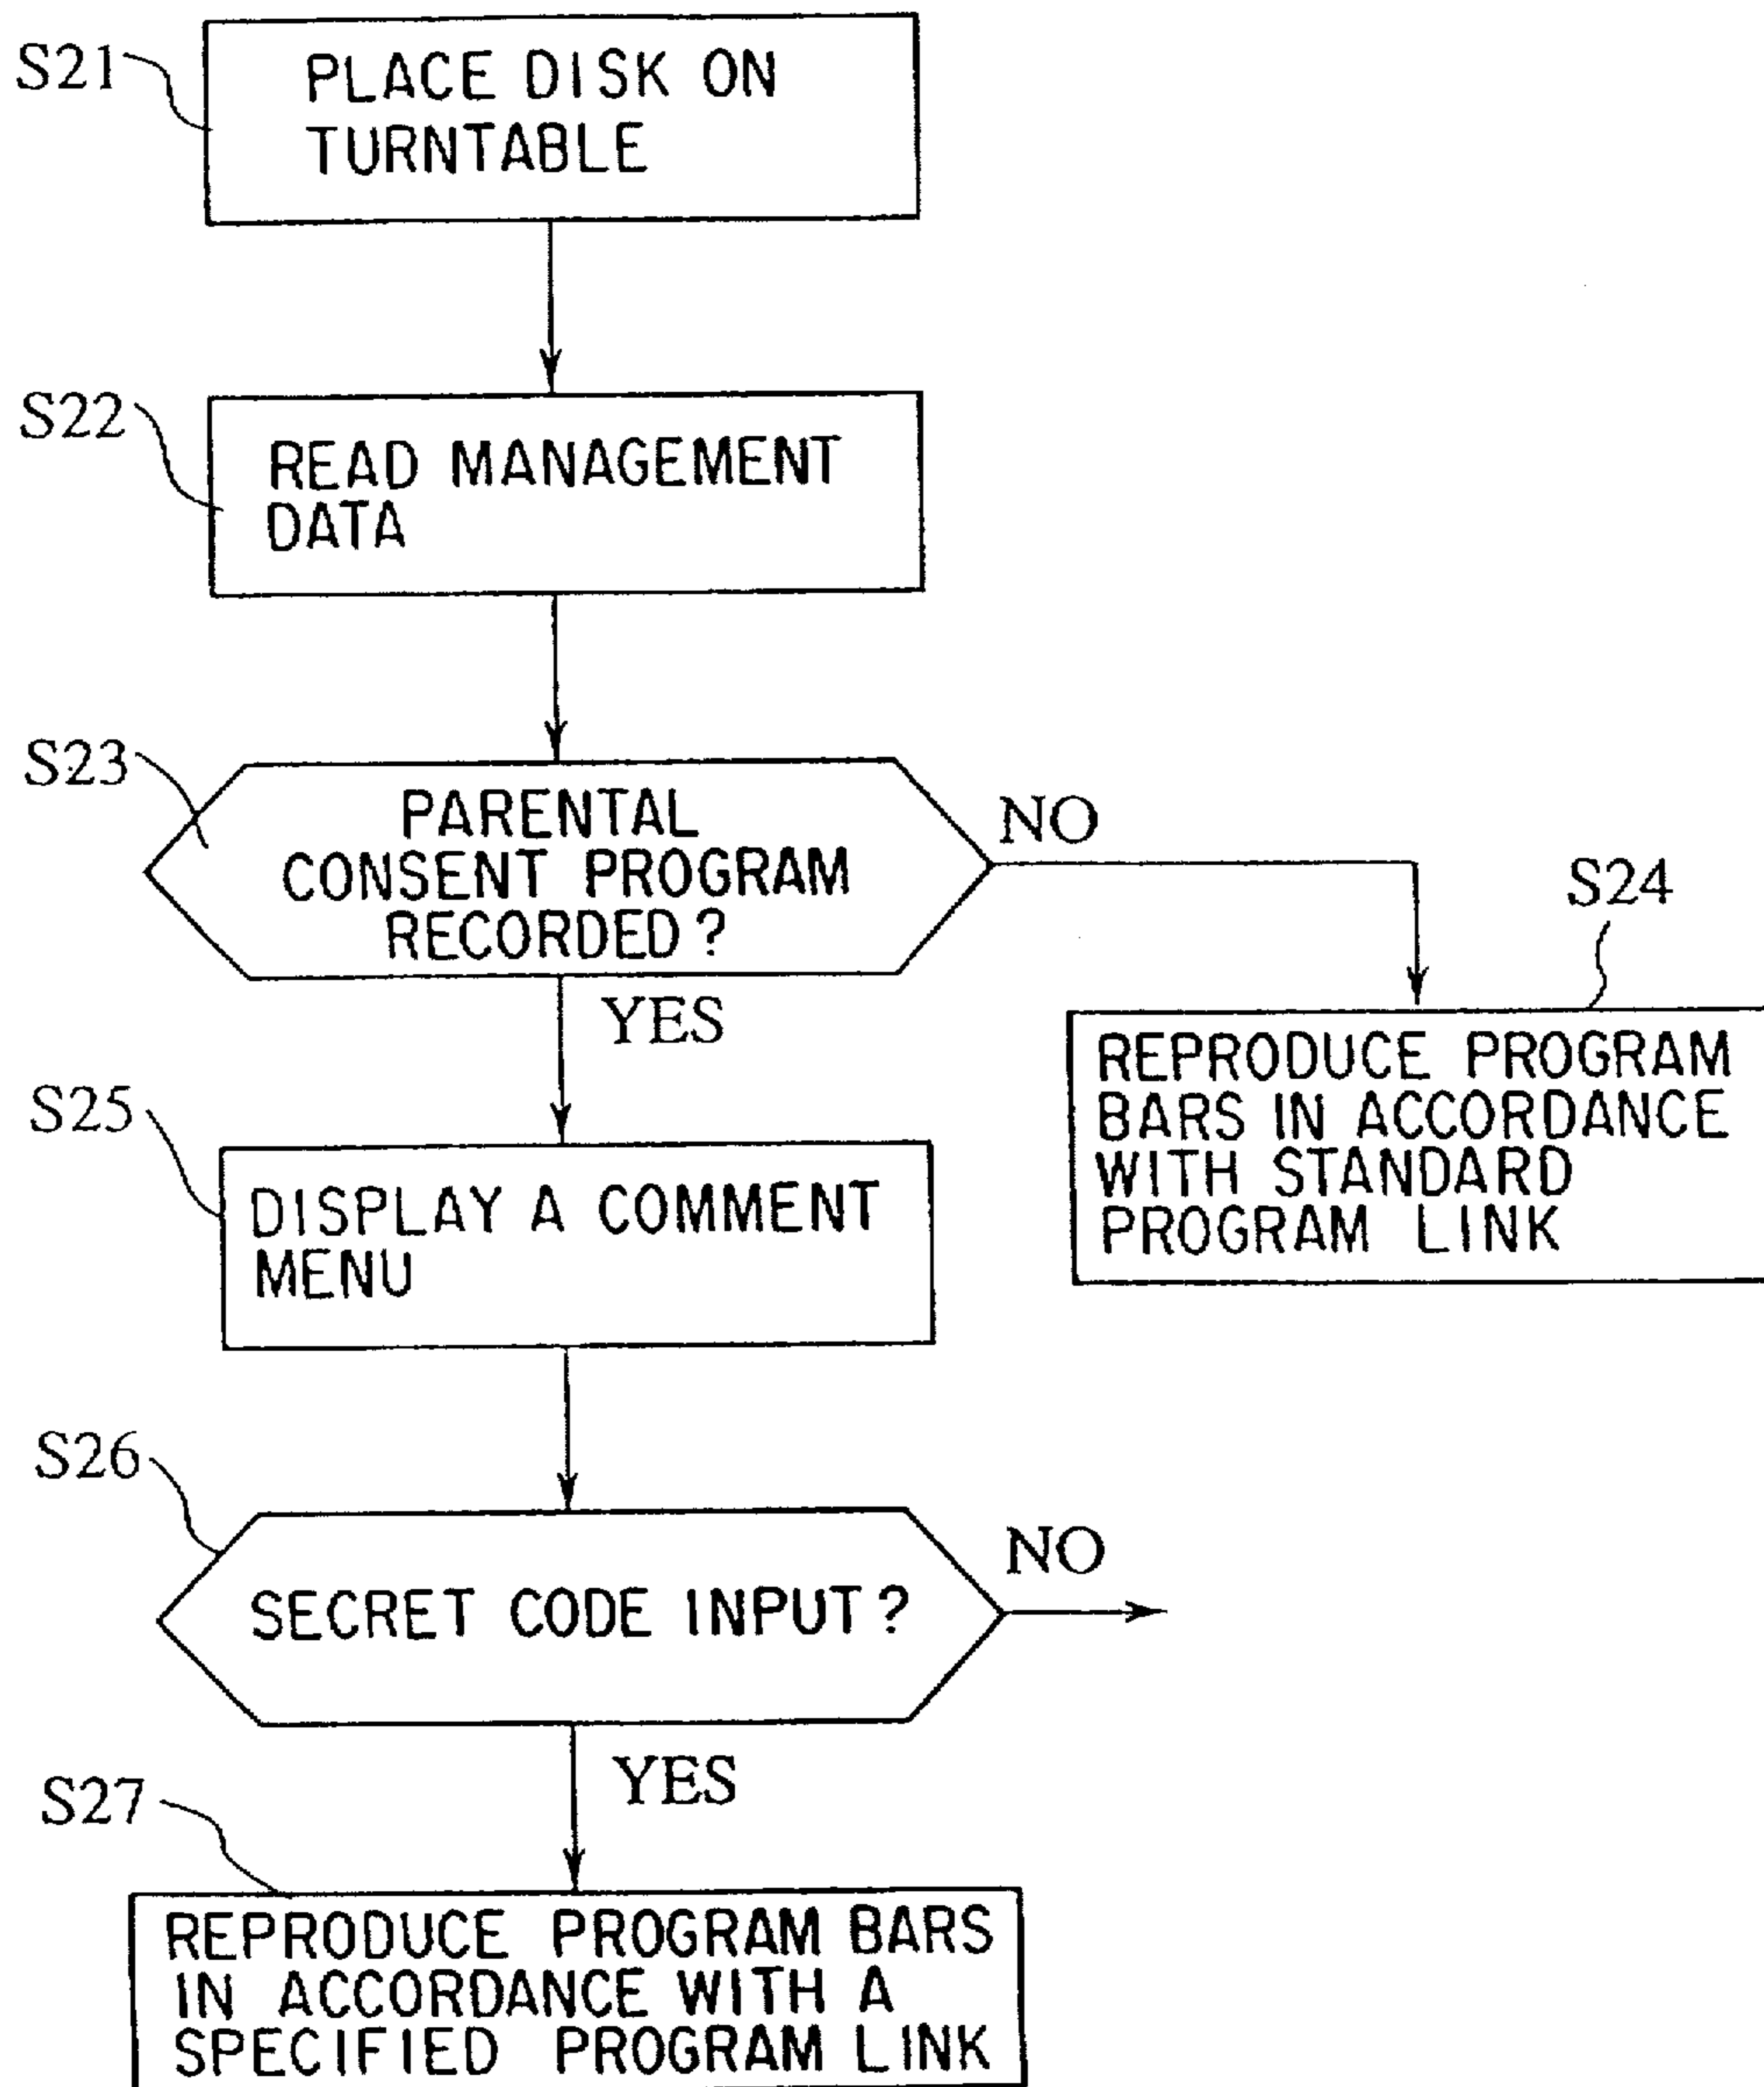 S21
PLACE DISK ON
TURNTABLE
S22
READ MANAGEMENT
DATA
S23
PARENTAL
CONSENT PROGRAM
RECORDED?
NO
YES
S24
REPRODUCE PROGRAM
BARS IN ACCORDANCE
WITH STANDARD
PROGRAM LINK
S25
DISPLAY A COMMENT
MENU
S26
SECRET CODE INPUT?
NO
YES
S27
REPRODUCE PROGRAM BARS
IN ACCORDANCE WITH A
SPECIFIED PROGRAM LINK